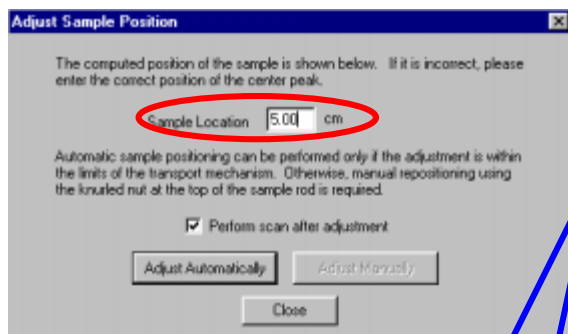 Adjust Sample Position
The computed position of the sample is shown below. If it is incorrect, please
enter the correct position of the center peak.
Sample Location 5.00 cm
Automatic sample positioning can be performed only if the adjustment is within
the limits of the transport mechanism. Otherwise, manual repositioning using
the knurled nut at the top of the sample rod is required.
Perform scan after adjustment
Adjust Automatically Adjust Manually
Close